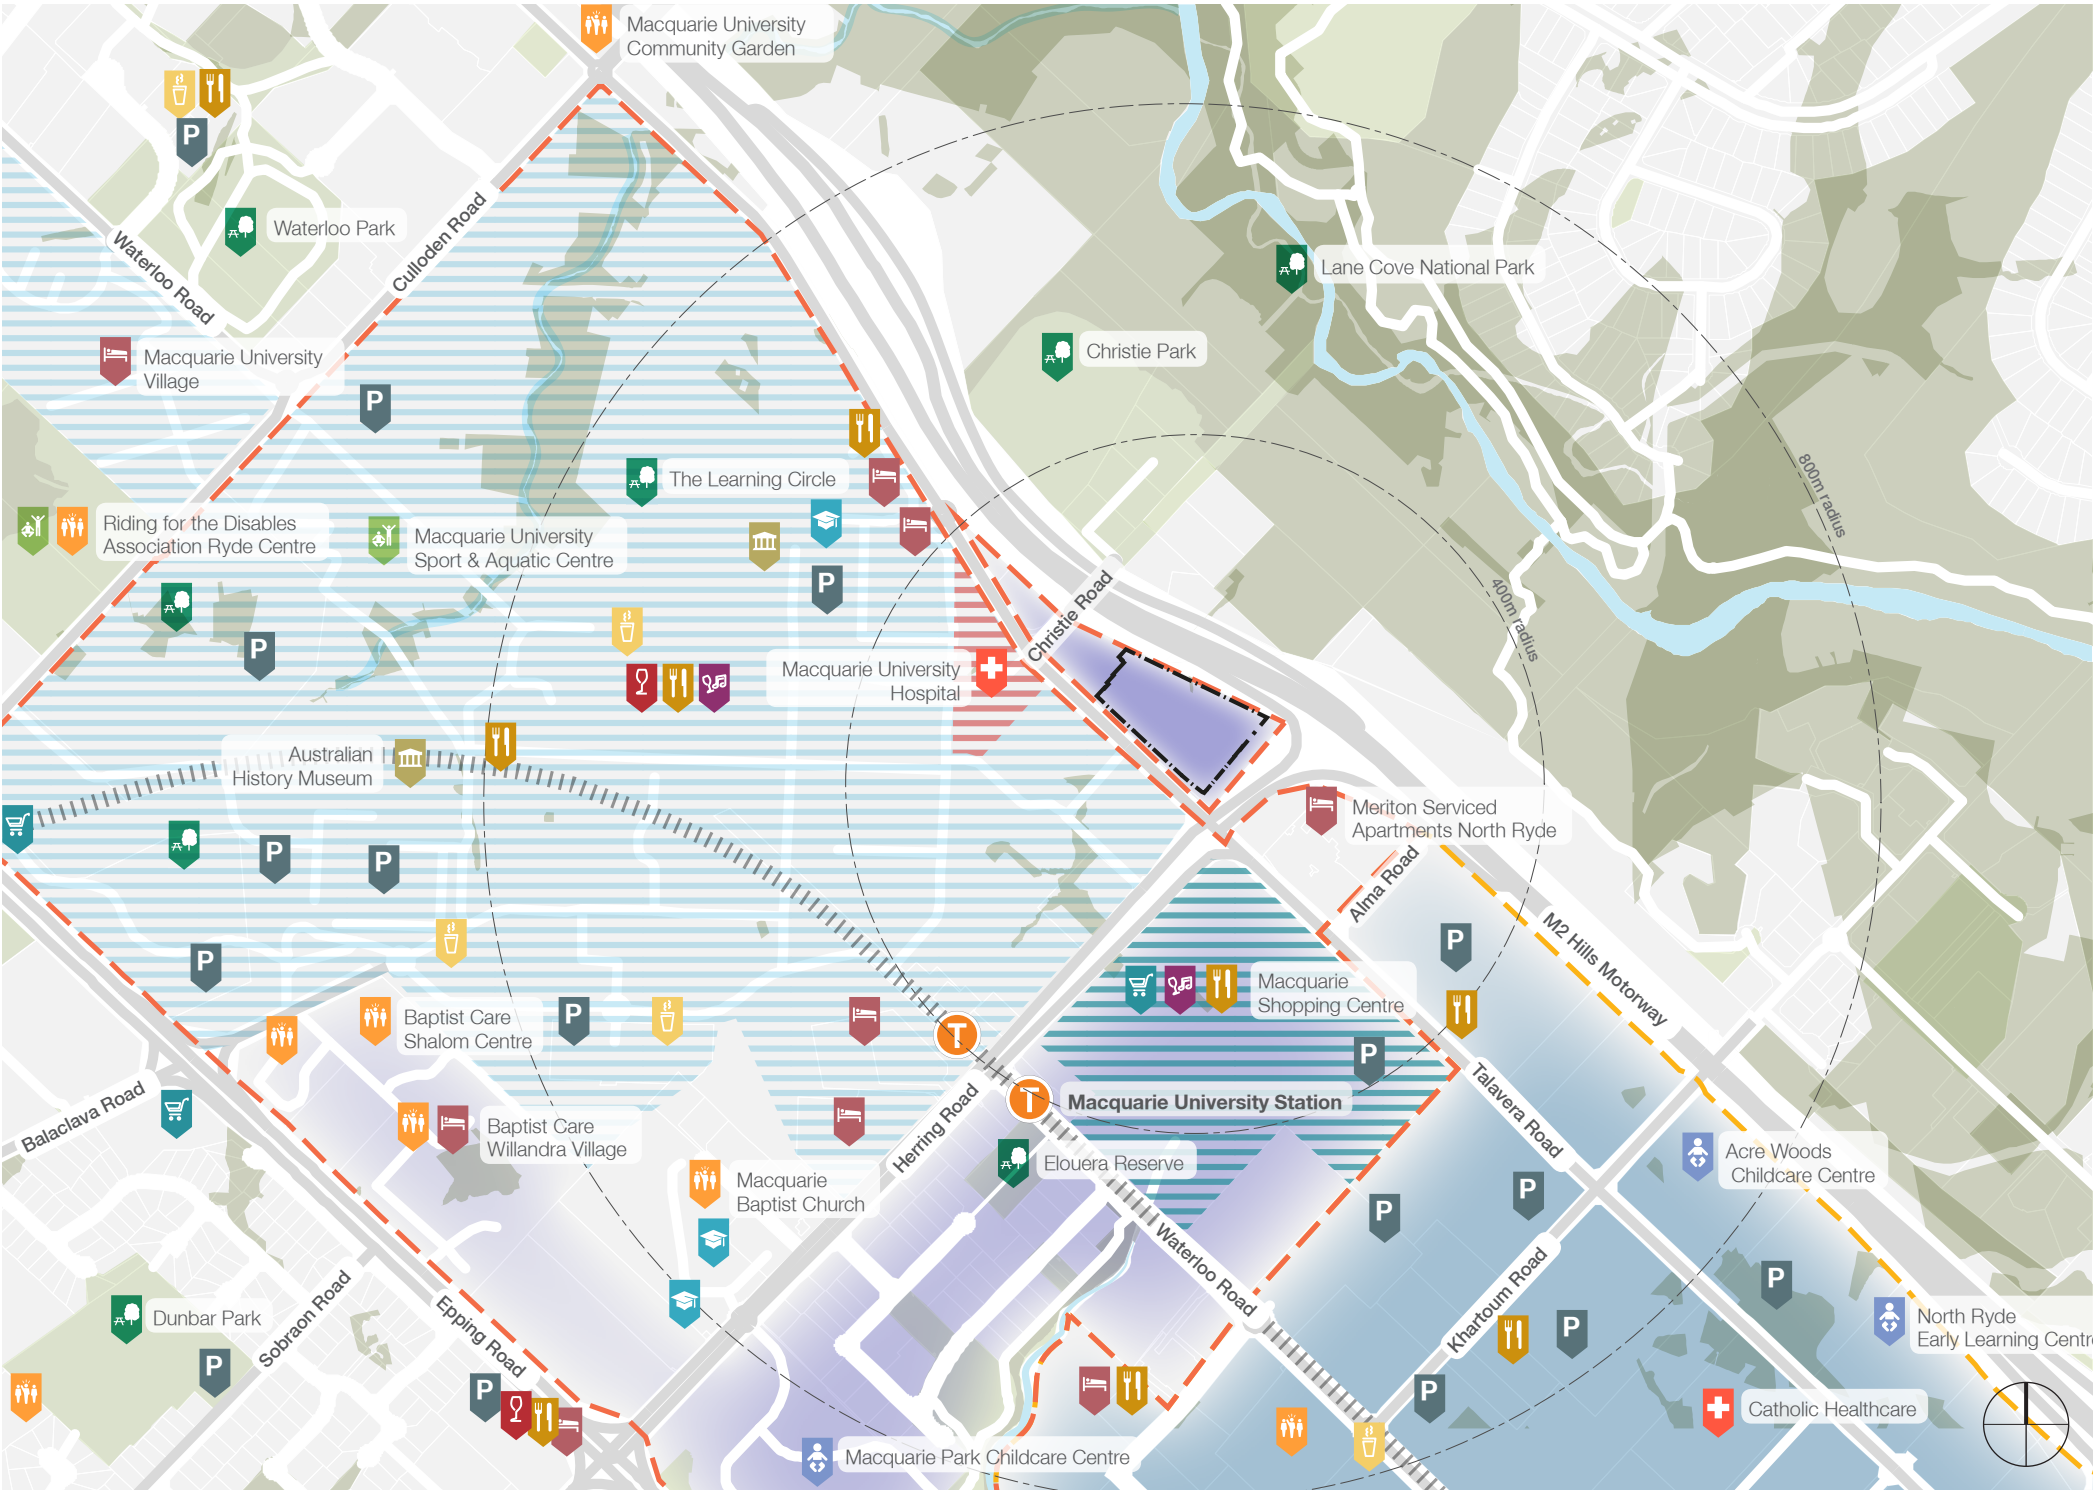 Macquarie University
Community Garden
P
Waterloo Park
Culloden Road
Waterloo Road
Lane Cove National Park
Macquarie University
Village
Christie Park
P
800m radius
The Learning Circle
Riding for the Disables
Association Ryde Centre
Macquarie University
Sport & Aquatic Centre
P
400m radius
Christie Road
P
Macquarie University
Hospital
Australian
History Museum
Meriton Serviced
Apartments North Ryde
P
P
Alma Road
P
M2 Hills Motorway
P
Macquarie
Shopping Centre
Baptist Care
Shalom Centre
P
T
P
T
Macquarie University Station
Talavera Road
Balaclava Road
Baptist Care
Willandra Village
Herring Road
Elouera Reserve
Acre Woods
Childcare Centre
Macquarie
Baptist Church
P
P
Waterloo Road
Khartoum Road
P
Dunbar Park
Sobraon Road
Epping Road
North Ryde
Early Learning Centr
P
P
P
P
Catholic Healthcare
Macquarie Park Childcare Centre